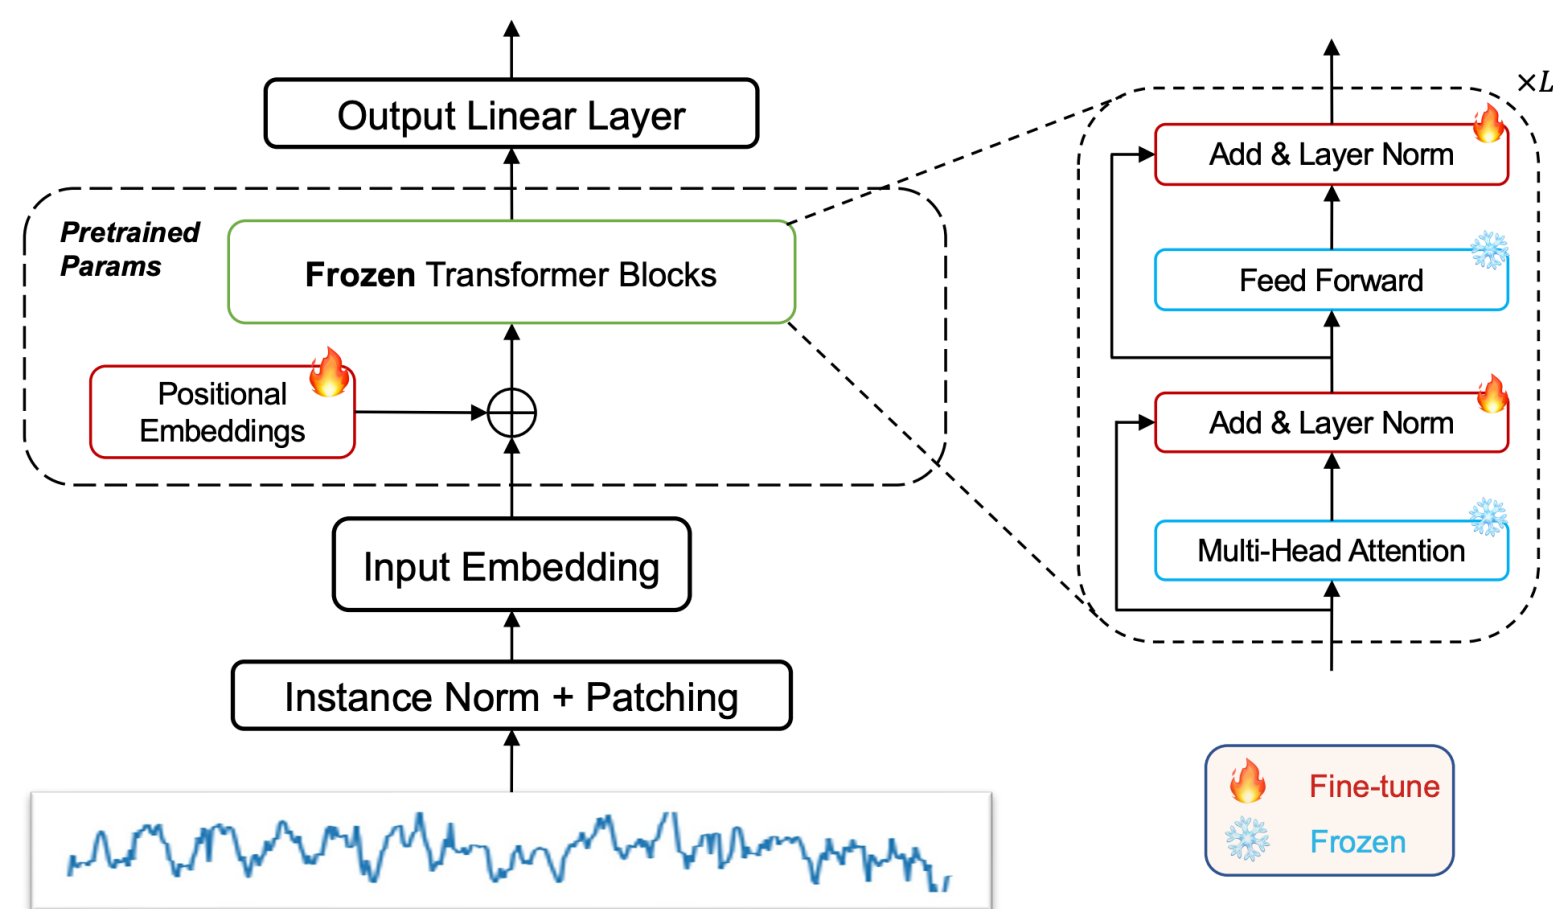 Output Linear Layer
Pretrained
Params
Frozen Transformer Blocks
Positional
Embeddings
Input Embedding
Instance Norm + Patching
×L
Add & Layer Norm
Feed Forward
Add & Layer Norm
Multi-Head Attention
Fine-tune
Frozen